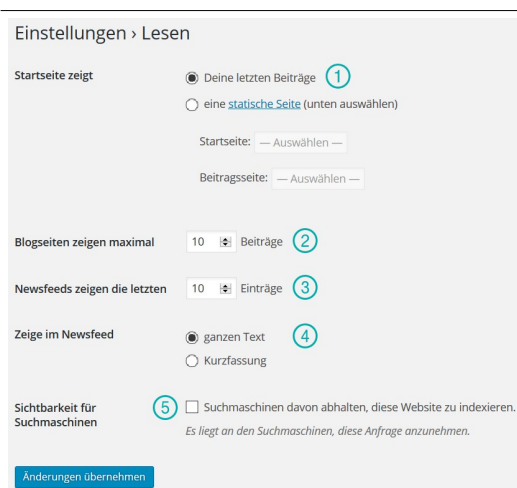 Einstellungen › Lesen
Startseite zeigt
Deine letzten Beiträge 1
eine statische Seite (unten auswählen)
Startseite: — Auswählen —
Beitragsseite: — Auswählen —
Blogseiten zeigen maximal 10 Beiträge 2
Newsfeeds zeigen die letzten 10 Einträge 3
Zeige im Newsfeed
ganzen Text 4
Kurzfassung
Sichtbarkeit für
Suchmaschinen
5 Suchmaschinen davon abhalten, diese Website zu indexieren.
Es liegt an den Suchmaschinen, diese Anfrage anzunehmen.
Änderungen übernehmen